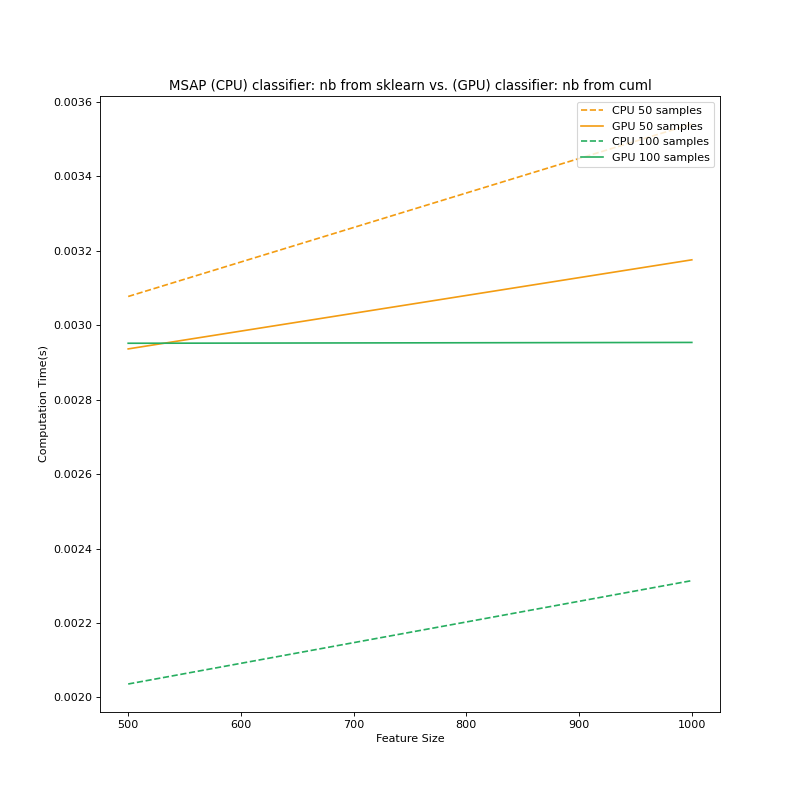 MSAP (CPU) classifier: nb from sklearn vs. (GPU) classifier: nb from cuml
0.0036
0.0034
0.0032
0.0030
0.0028
0.0026
0.0024
0.0022
0.0020
Computation Time(s)
CPU 50 samples
GPU 50 samples
CPU 100 samples
GPU 100 samples
500 600 700 800 900 1000
Feature Size